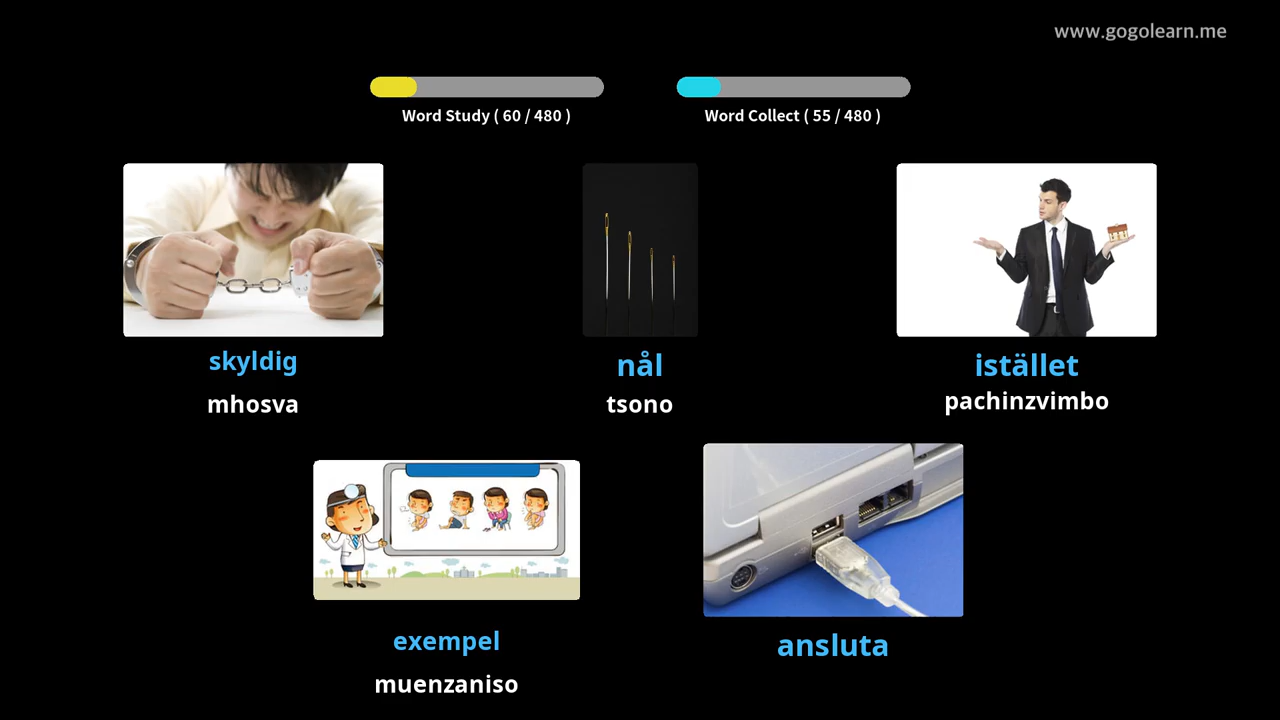 www.gogolearn.me
Word Study ( 60 / 480 )
Word Collect ( 55 / 480 )
skyldig
mhosva
nål
tsono
istället
pachinzvimbo
exempel
muenzaniso
ansluta